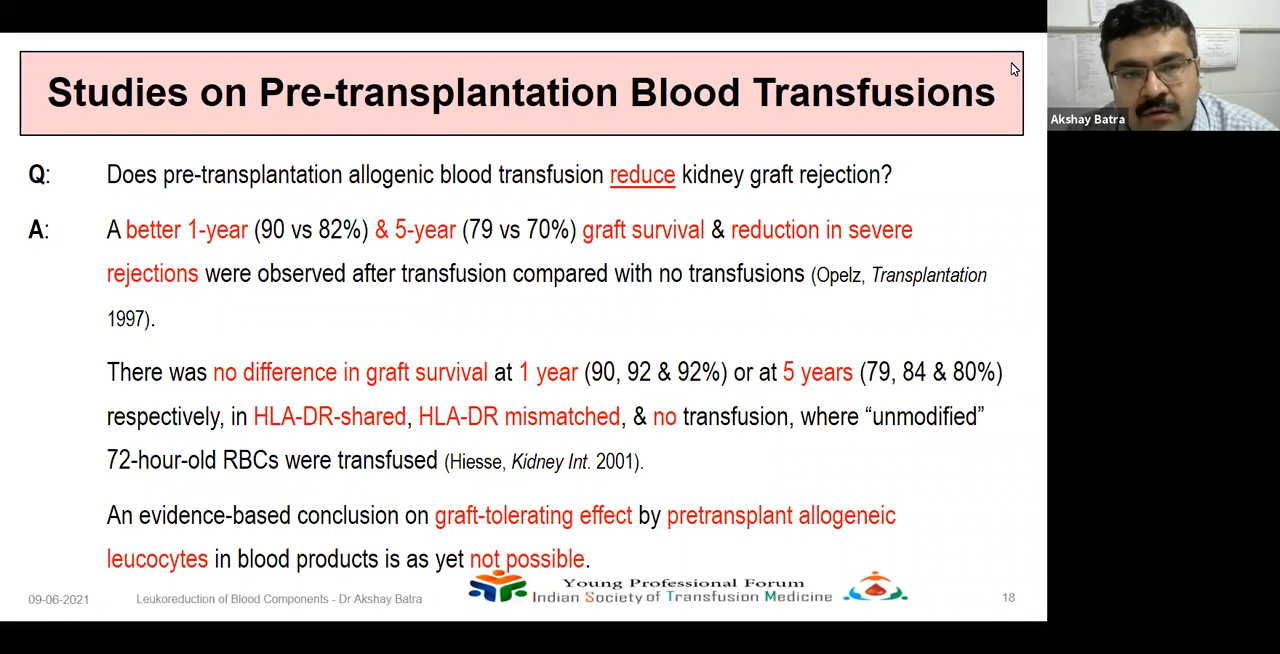 Studies on Pre-transplantation Blood Transfusions
Akshay Batra
Q: Does pre-transplantation allogenic blood transfusion reduce kidney graft rejection?
A: A better 1-year (90 vs 82%) & 5-year (79 vs 70%) graft survival & reduction in severe
rejections were observed after transfusion compared with no transfusions (Opelz, Transplantation
1997).
There was no difference in graft survival at 1 year (90, 92 & 92%) or at 5 years (79, 84 & 80%)
respectively, in HLA-DR-shared, HLA-DR mismatched, & no transfusion, where “unmodified”
72-hour-old RBCs were transfused (Hiesse, Kidney Int. 2001).
An evidence-based conclusion on graft-tolerating effect by pretransplant allogeneic
leucocytes in blood products is as yet not possible.
Young Professional Forum
Indian Society of Transfusion Medicine
09-06-2021
Leukoreduction of Blood Components - Dr Akshay Batra
18